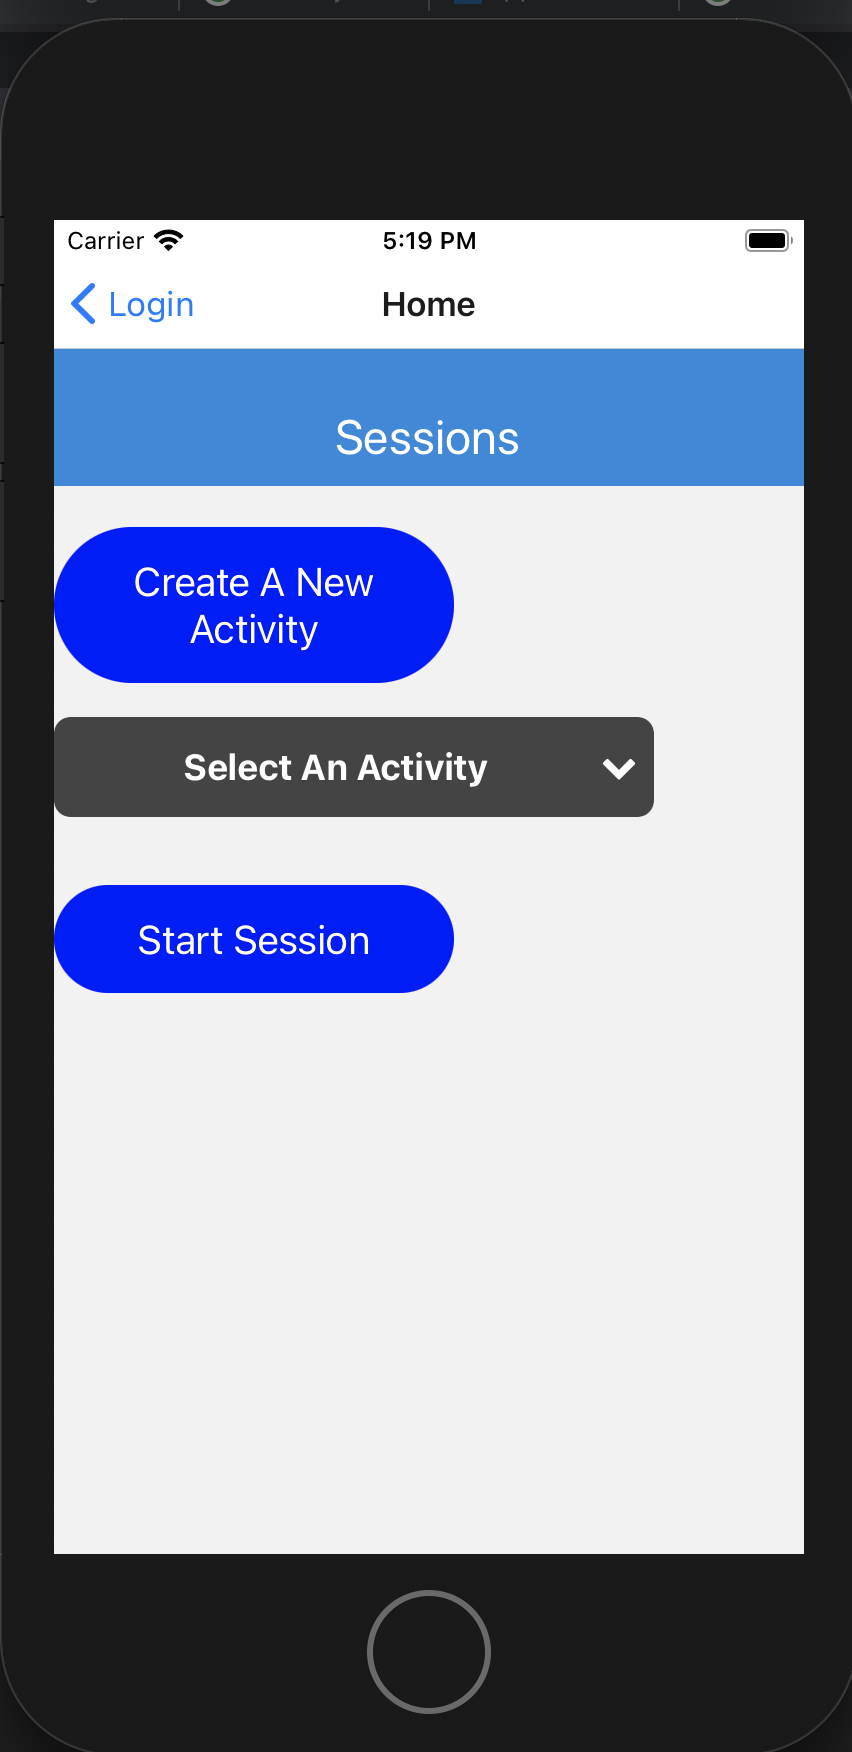 Carrier 5:19 PM
Login Home
Sessions
Create A New
Activity
Select An Activity
Start Session